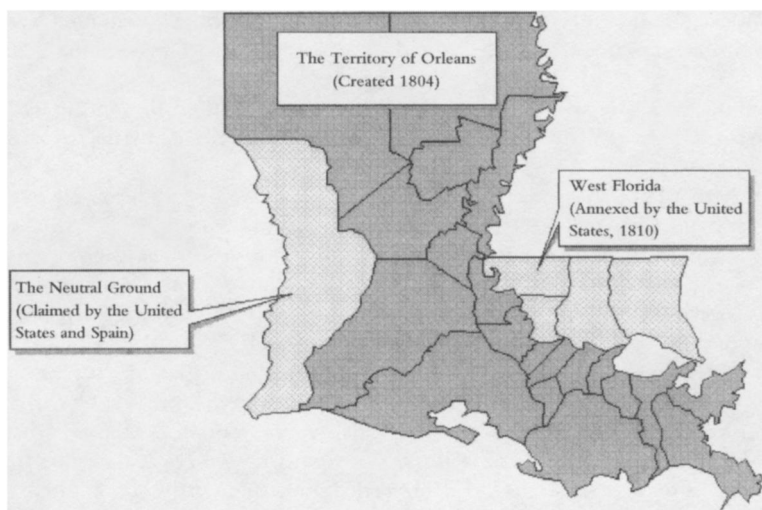 The Territory of Orleans
(Created 1804)
West Florida
(Annexed by the United
States, 1810)
The Neutral Ground
(Claimed by the United
States and Spain)